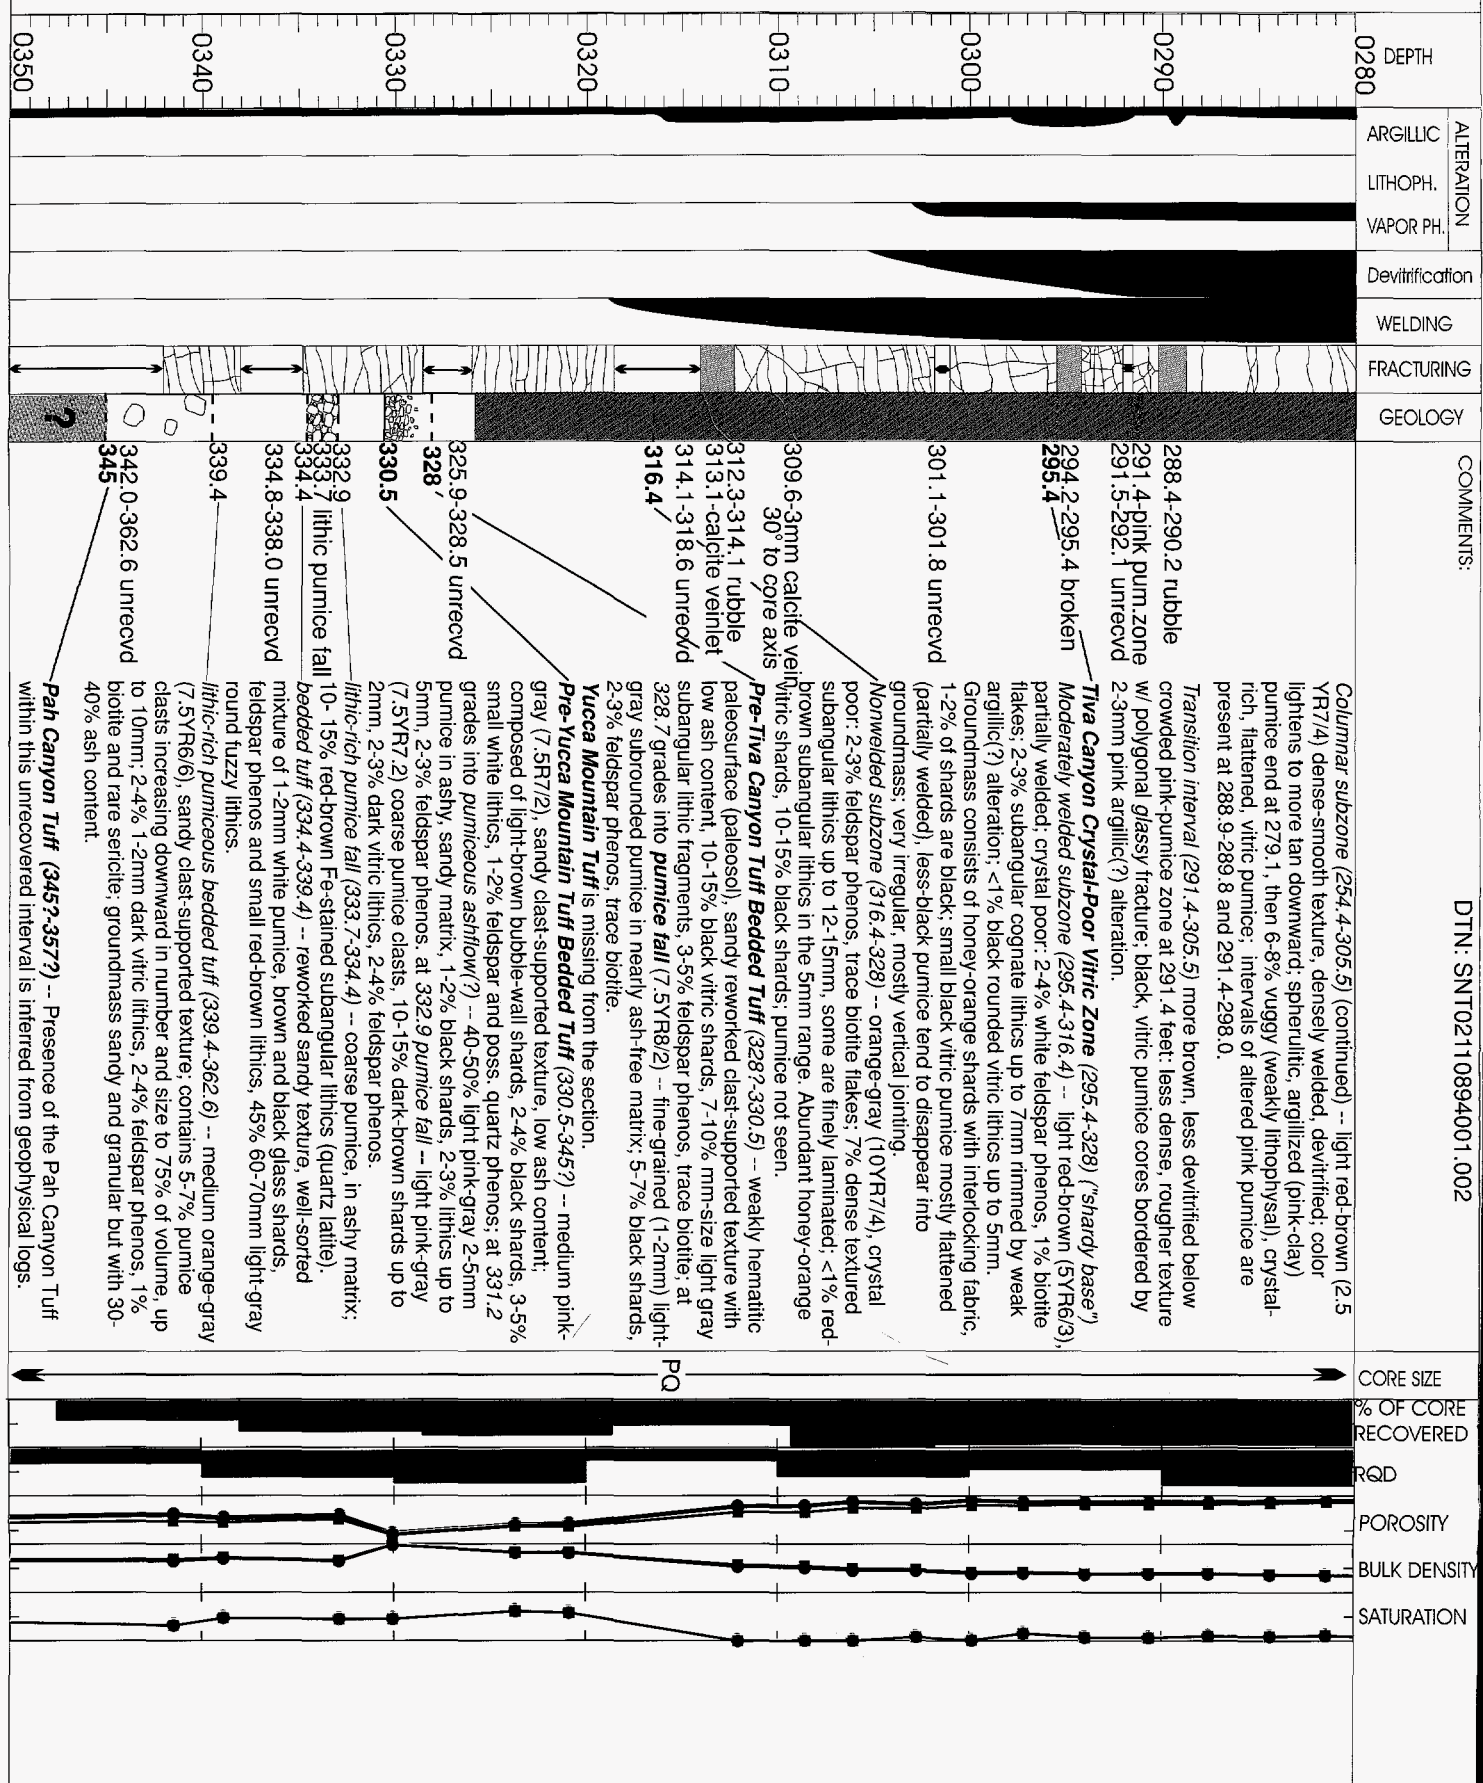 DTN: SNT02110894001.002
DEPTH
ALTERATION
ARGILLIC
LITHOPH.
VAPOR PH.
Devitrification
WELDING
FRACTURING
GEOLOGY
COMMENTS:
CORE SIZE
% OF CORE
RECOVERED
RQD
POROSITY
BULK DENSITY
SATURATION
0280
0290
0300
0310
0320
0330
0340
0350
?
PQ
288.4-290.2 rubble
291.4-pink pum.zone
291.5-292.1 unrecvd
294.2-295.4 broken
295.4
301.1-301.8 unrecvd
309.6-3mm calcite vein
30° to core axis
312.3-314.1 rubble
313.1-calcite veinlet
314.1-318.6 unrecvd
316.4
325.9-328.5 unrecvd
328
330.5
332.9
333.7 lithic pumice fall
334.4
334.8-338.0 unrecvd
339.4
342.0-362.6 unrecvd
345
Columnar subzone (254.4-305.5) (continued) -- light red-brown (2.5
YR7/4) dense-smooth texture, densely welded, devitrified; color
lightens to more tan downward; spherulitic, argillized (pink-clay)
pumice end at 279.1, then 6-8% vuggy (weakly lithophysal), crystal-
rich, flattened, vitric pumice; intervals of altered pink pumice are
present at 288.9-289.8 and 291.4-298.0.
Transition interval (291.4-305.5) more brown, less devitrified below
crowded pink-pumice zone at 291.4 feet: less dense, rougher texture
w/ polygonal glassy fracture; black, vitric pumice cores bordered by
2-3mm pink argillic(?) alteration.
Tiva Canyon Crystal-Poor Vitric Zone (295.4-328) ("shardy base")
Moderately welded subzone (295.4-316.4) -- light red-brown (5YR6/3),
partially welded; crystal poor: 2-4% white feldspar phenos, 1% biotite
flakes; 2-3% subangular cognate lithics up to 7mm rimmed by weak
argillic(?) alteration; <1% black rounded vitric lithics up to 5mm.
Groundmass consists of honey-orange shards with interlocking fabric,
1-2% of shards are black; small black vitric pumice mostly flattened
(partially welded), less-black pumice tend to disappear into
groundmass; very irregular, mostly vertical jointing.
Nonwelded subzone (316.4-328) -- orange-gray (10YR7/4), crystal
poor: 2-3% feldspar phenos, trace biotite flakes; 7% dense textured
subangular lithics up to 12-15mm, some are finely laminated; <1% red-
brown subangular lithics in the 5mm range. Abundant honey-orange
vitric shards, 10-15% black shards; pumice not seen.
Pre-Tiva Canyon Tuff Bedded Tuff (328?-330.5) -- weakly hematitic
paleosurface (paleosol), sandy reworked clast-supported texture with
low ash content, 10-15% black vitric shards, 7-10% mm-size light gray
subangular lithic fragments, 3-5% feldspar phenos, trace biotite; at
328.7 grades into pumice fall (7.5YR8/2) -- fine-grained (1-2mm) light-
gray subrounded pumice in nearly ash-free matrix; 5-7% black shards,
2-3% feldspar phenos, trace biotite.
Yucca Mountain Tuff is missing from the section.
Pre-Yucca Mountain Tuff Bedded Tuff (330.5-345?) -- medium pink-
gray (7.5R7/2), sandy clast-supported texture, low ash content;
composed of light-brown bubble-wall shards, 2-4% black shards, 3-5%
small white lithics, 1-2% feldspar and poss. quartz phenos; at 331.2
grades into pumiceous ashflow(?) -- 40-50% light pink-gray 2-5mm
pumice in ashy, sandy matrix, 1-2% black shards, 2-3% lithics up to
5mm, 2-3% feldspar phenos. at 332.9 pumice fall -- light pink-gray
(7.5YR7.2) coarse pumice clasts, 10-15% dark-brown shards up to
2mm, 2-3% dark vitric lithics, 2-4% feldspar phenos.
lithic-rich pumice fall (333.7-334.4) -- coarse pumice, in ashy matrix;
10- 15% red-brown Fe-stained subangular lithics (quartz latite).
bedded tuff (334.4-339.4) -- reworked sandy texture, well-sorted
mixture of 1-2mm white pumice, brown and black glass shards,
feldspar phenos and small red-brown lithics, 45% 60-70mm light-gray
round fuzzy lithics.
lithic-rich pumiceous bedded tuff (339.4-362.6) -- medium orange-gray
(7.5YR6/6), sandy clast-supported texture; contains 5-7% pumice
clasts increasing downward in number and size to 75% of volume, up
to 10mm; 2-4% 1-2mm dark vitric lithics, 2-4% feldspar phenos, 1%
biotite and rare sericite; groundmass sandy and granular but with 30-
40% ash content.
Pah Canyon Tuff (345?-357?) -- Presence of the Pah Canyon Tuff
within this unrecovered interval is inferred from geophysical logs.